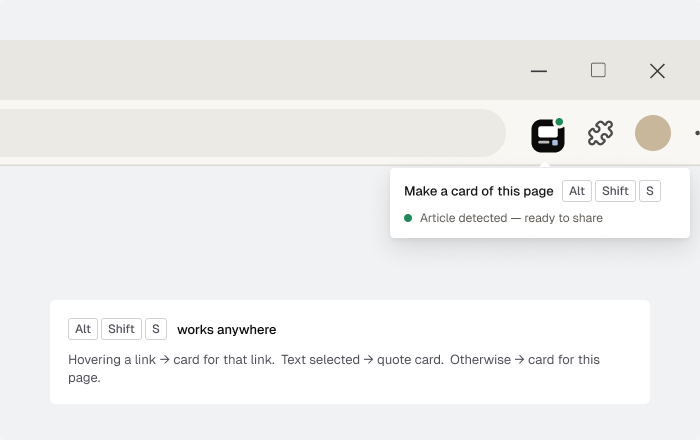 Make a card of this page Alt Shift S
Article detected — ready to share
Alt Shift S works anywhere
Hovering a link → card for that link. Text selected → quote card. Otherwise → card for this
page.